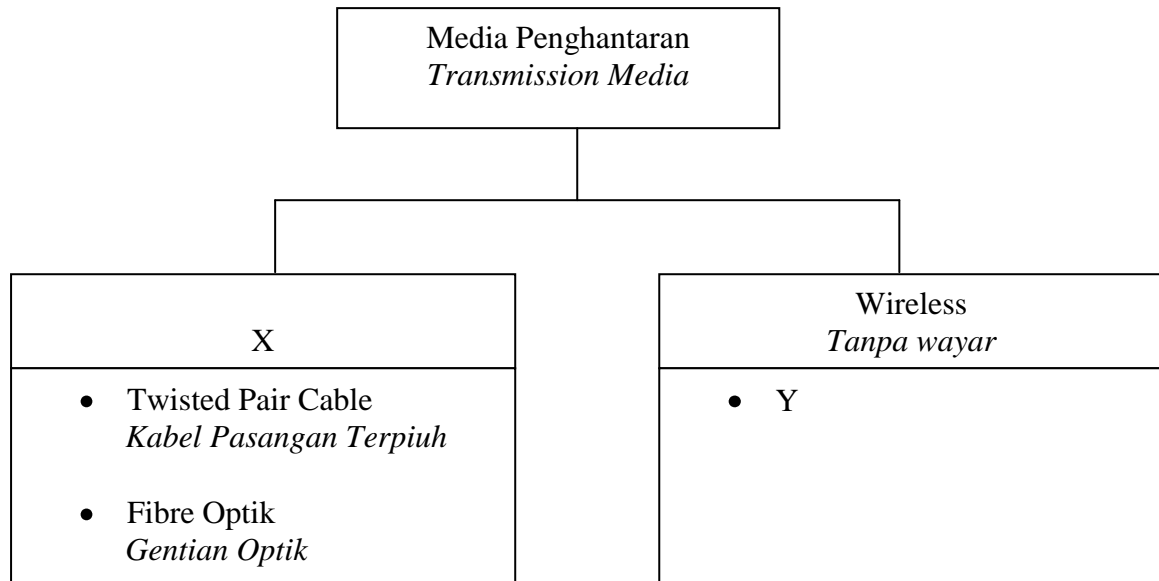 Media Penghantaran
Transmission Media
X
• Twisted Pair Cable
Kabel Pasangan Terpiuh
• Fibre Optik
Gentian Optik
Wireless
Tanpa wayar
• Y